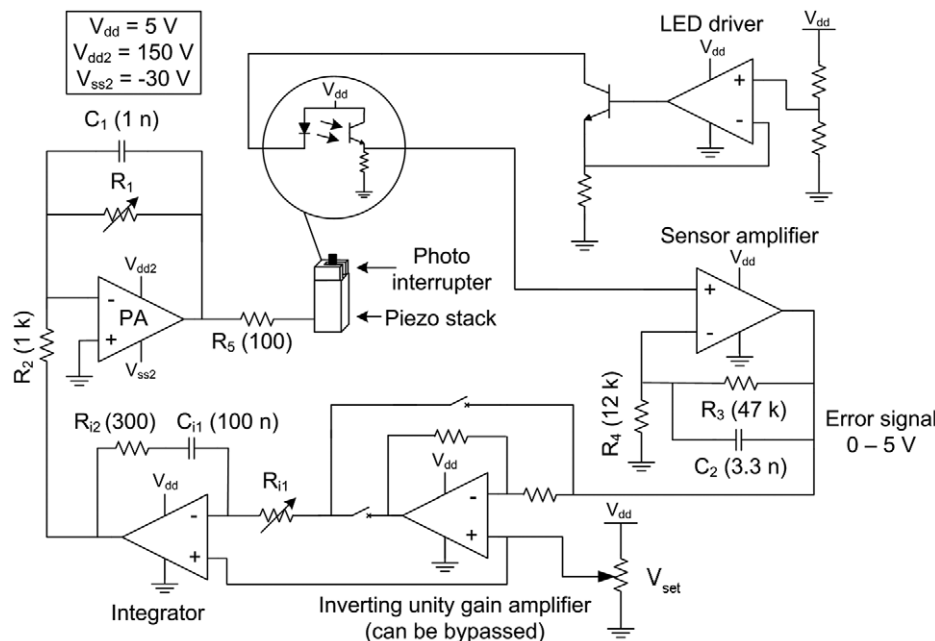 V_dd = 5 V
V_dd2 = 150 V
V_ss2 = -30 V
LED driver
V_dd
V_dd
+
-
V_dd
C_1 (1 n)
R_1
Sensor amplifier
V_dd
+
-
Photo
interrupter
Piezo stack
V_dd2
-
PA
+
V_ss2
R_5 (100)
R_2 (1 k)
R_4 (12 k)
R_3 (47 k)
C_2 (3.3 n)
Error signal
0 – 5 V
R_i2 (300)
C_i1 (100 n)
R_i1
V_dd
-
+
V_dd
-
+
V_dd
V_set
Integrator
Inverting unity gain amplifier
(can be bypassed)